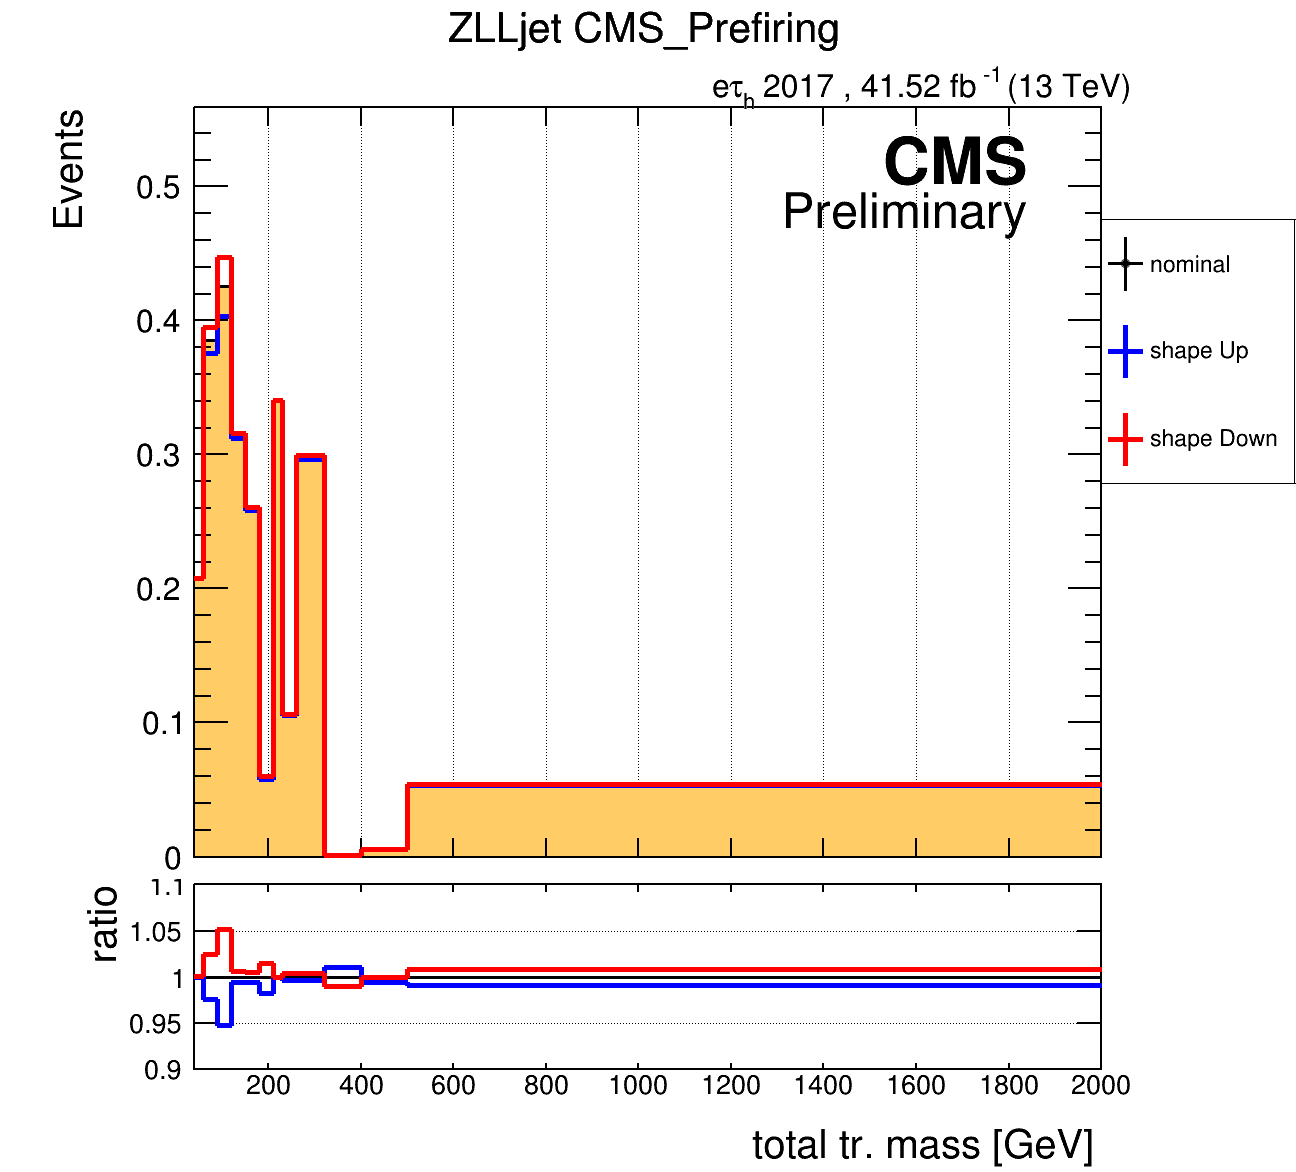 ZLLjet CMS_Prefiring
eτh 2017 , 41.52 fb -1 (13 TeV)
Events
CMS
Preliminary
0.5
0.4
0.3
0.2
0.1
0
nominal
shape Up
shape Down
ratio
1.1
1.05
1
0.95
0.9
200 400 600 800 1000 1200 1400 1600 1800 2000
total tr. mass [GeV]